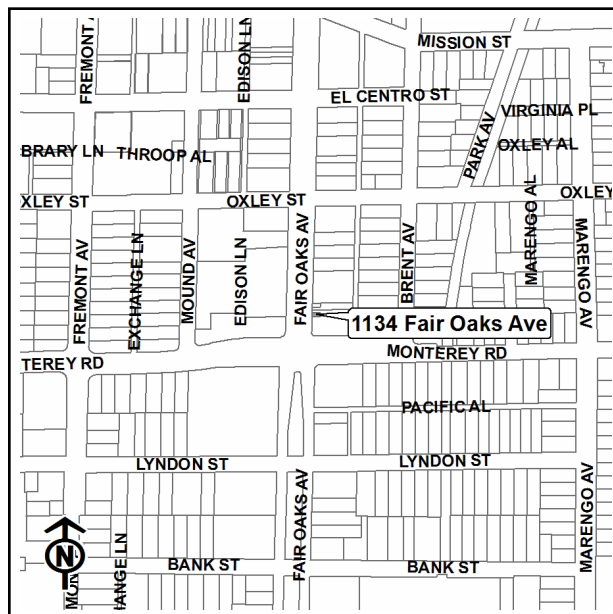 MISSION ST
FREMONT A
EDISON LN
EL CENTRO ST
VIRGINIA PL
BRARY LN
THROOP AL
PARK AV
OXLEY AL
XLEY ST
OXLEY ST
OXLEY
FREMONT AV
EXCHANGE LN
MOUND AV
EDISON LN
FAIR OAKS AV
BRENT AV
MARENGO AL
MARENGO AV
1134 Fair Oaks Ave
TEREY RD
MONTEREY RD
PACIFIC AL
LYNDON ST
LYNDON ST
FAIR OAKS AV
MARENGO AV
N
MON
ANGE LN
BANK ST
BANK ST